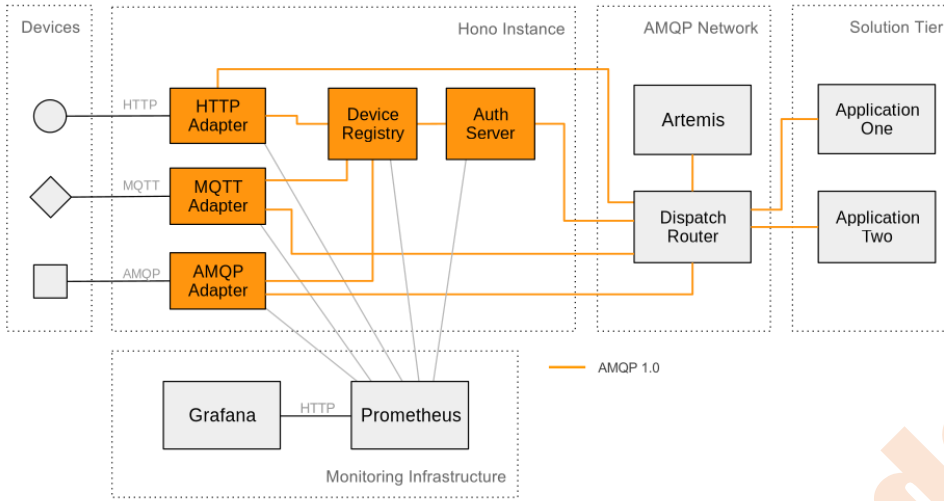 Devices
Hono Instance
AMQP Network
Solution Tier
HTTP
HTTP
Adapter
Device
Registry
Auth
Server
Artemis
Application
One
MQTT
MQTT
Adapter
Dispatch
Router
Application
Two
AMQP
AMQP
Adapter
AMQP 1.0
Grafana
HTTP
Prometheus
Monitoring Infrastructure